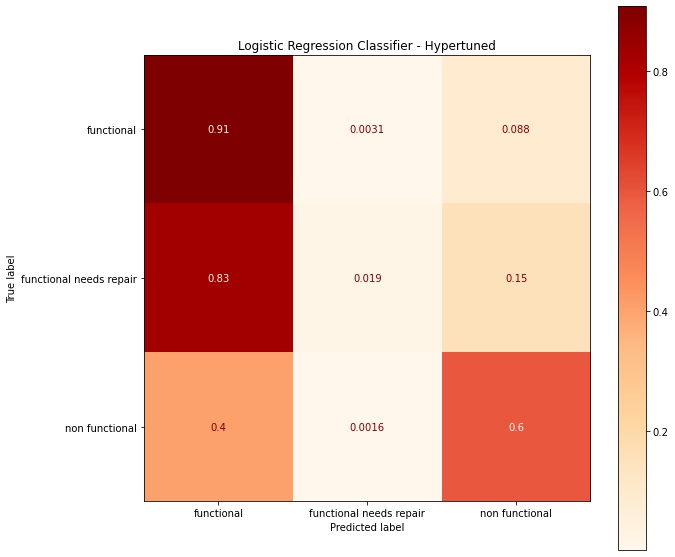 Logistic Regression Classifier - Hypertuned
True label
functional
0.91
0.0031
0.088
functional needs repair
0.83
0.019
0.15
non functional
0.4
0.0016
0.6
functional
functional needs repair
non functional
Predicted label
0.8
0.6
0.4
0.2